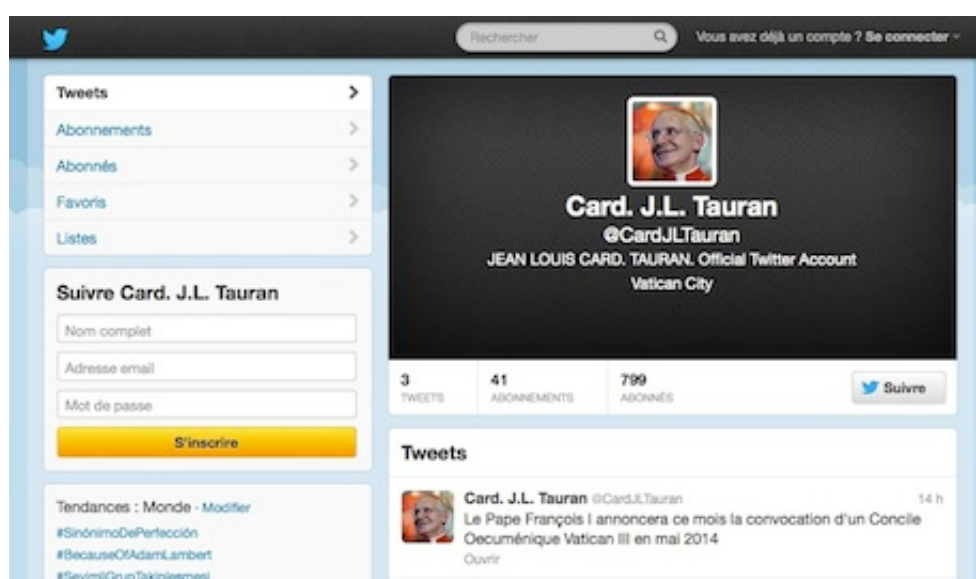 Rechercher
Vous avez déjà un compte ? Se connecter
Tweets
Abonnements
Abonnés
Favoris
Listes
Suivre Card. J.L. Tauran
Nom complet
Adresse email
Mot de passe
S'inscrire
Tendances : Monde · Modifier
#SinónimoDePerfección
#BecauseOfAdamLambert
Card. J.L. Tauran
@CardJLTauran
JEAN LOUIS CARD. TAURAN. Official Twitter Account
Vatican City
3 41 799
TWEETS ABONNEMENTS ABONNÉS
Suivre
Tweets
Card. J.L. Tauran @CardJLTauran 14 h
Le Pape François I annoncera ce mois la convocation d'un Concile
Oecuménique Vatican III en mai 2014
Ouvrir